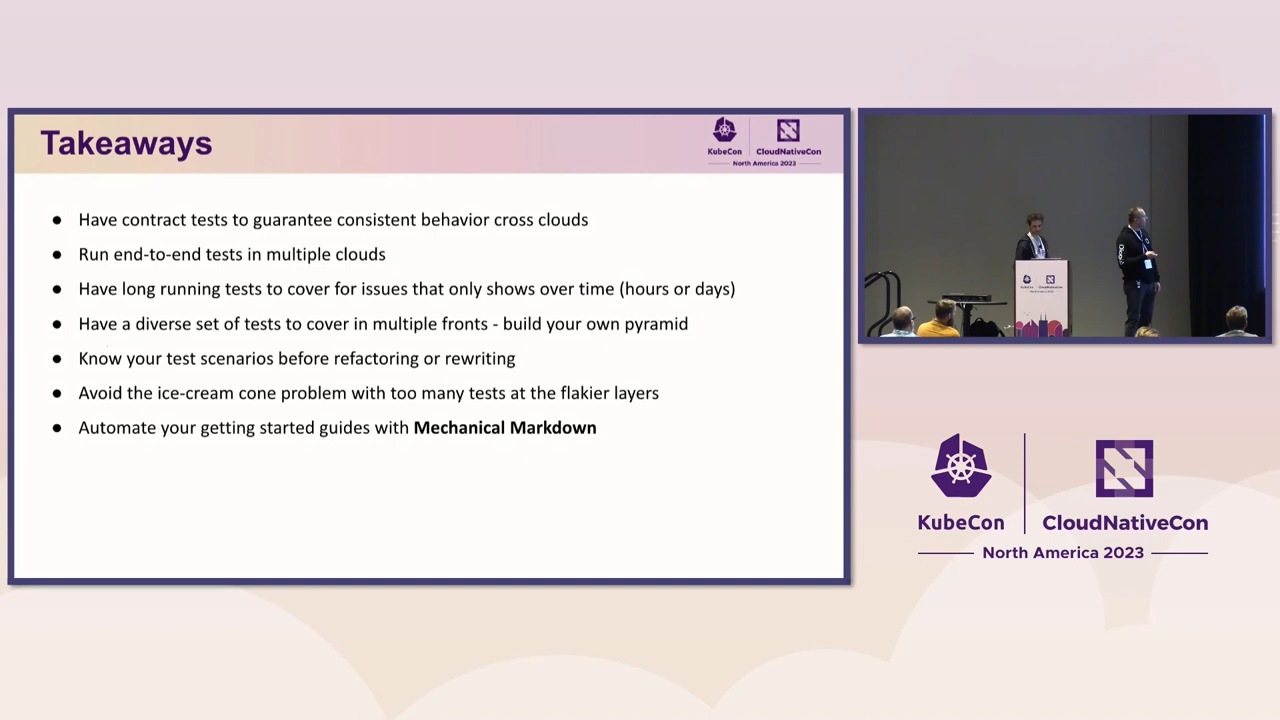 Takeaways
KubeCon
CloudNativeCon
North America 2023
● Have contract tests to guarantee consistent behavior cross clouds
● Run end-to-end tests in multiple clouds
● Have long running tests to cover for issues that only shows over time (hours or days)
● Have a diverse set of tests to cover in multiple fronts - build your own pyramid
● Know your test scenarios before refactoring or rewriting
● Avoid the ice-cream cone problem with too many tests at the flakier layers
● Automate your getting started guides with Mechanical Markdown
KubeCon
CloudNativeCon
North America 2023